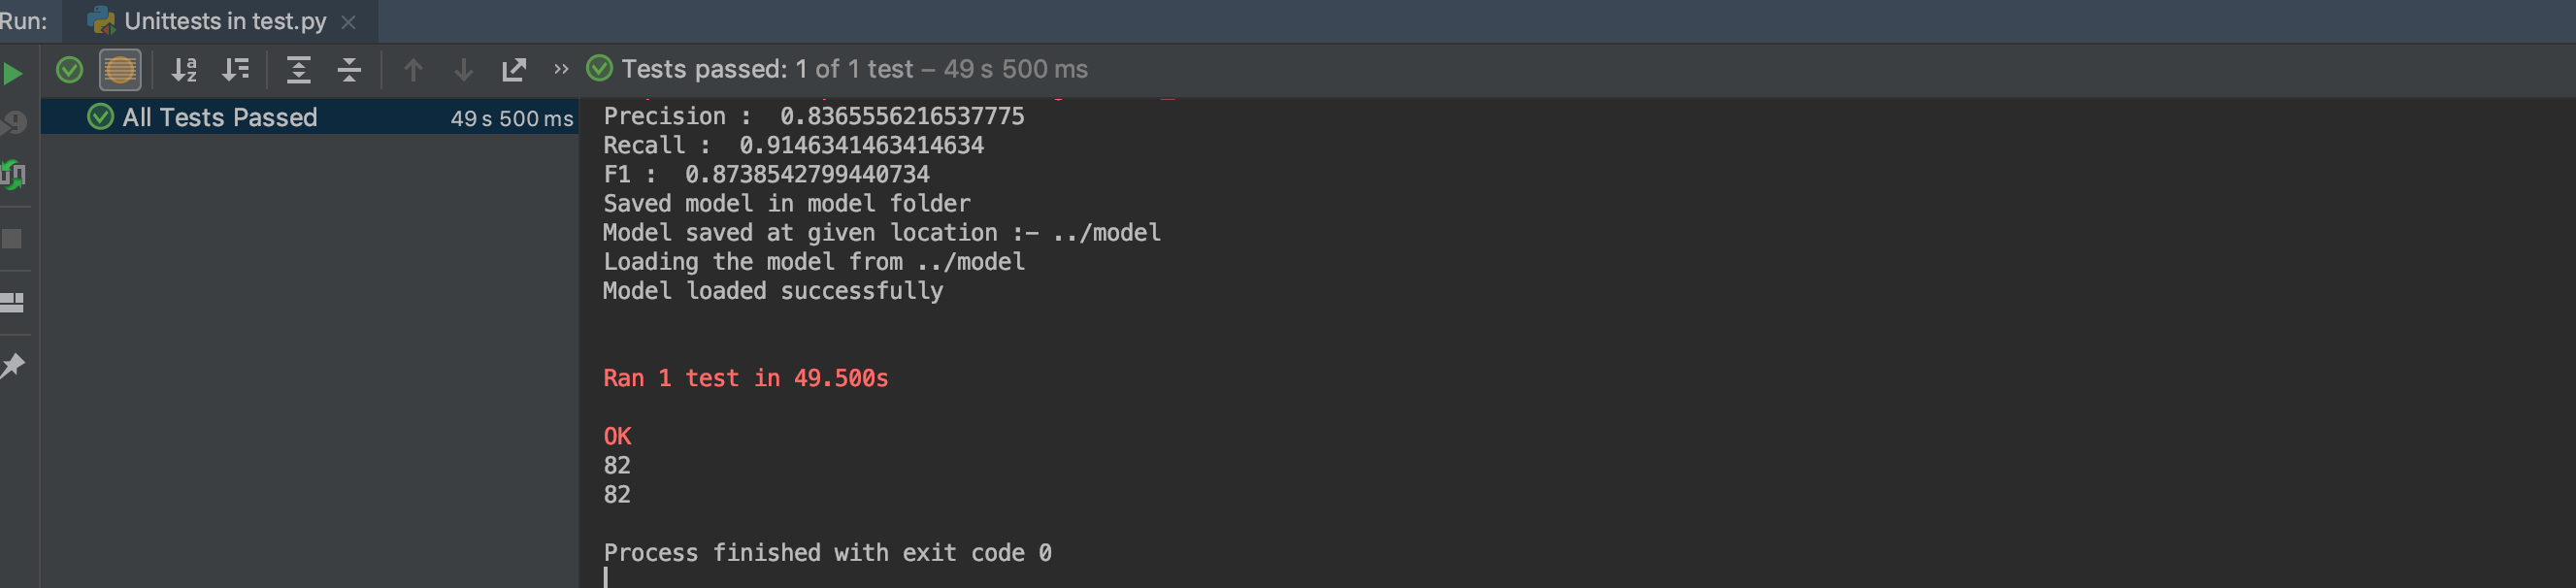 Run:
Unittests in test.py
Tests passed: 1 of 1 test – 49 s 500 ms
All Tests Passed
49 s 500 ms
Precision :  0.8365556216537775
Recall :  0.9146341463414634
F1 :  0.8738542799440734
Saved model in model folder
Model saved at given location :- ../model
Loading the model from ../model
Model loaded successfully
Ran 1 test in 49.500s
OK
82
82
Process finished with exit code 0